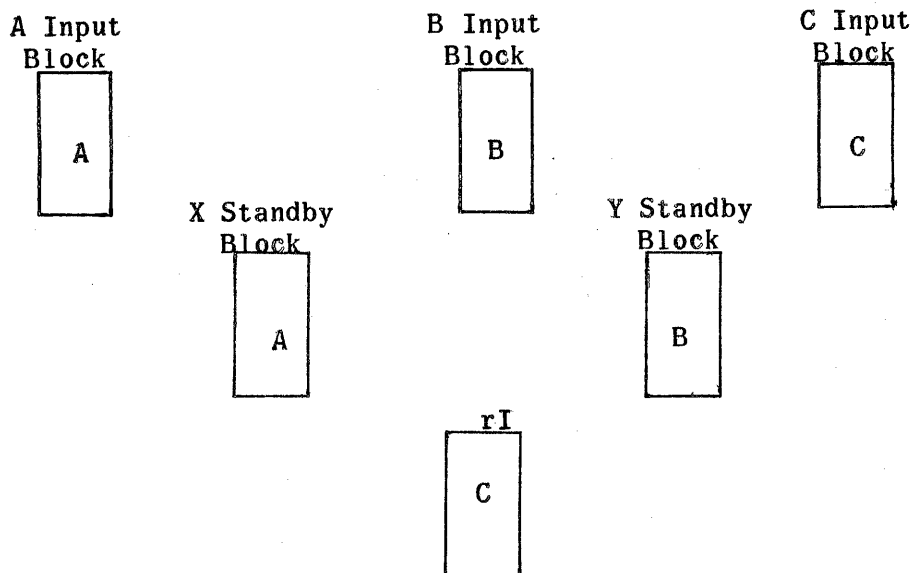 A Input
Block
A
B Input
Block
B
C Input
Block
C
X Standby
Block
A
Y Standby
Block
B
rI
C